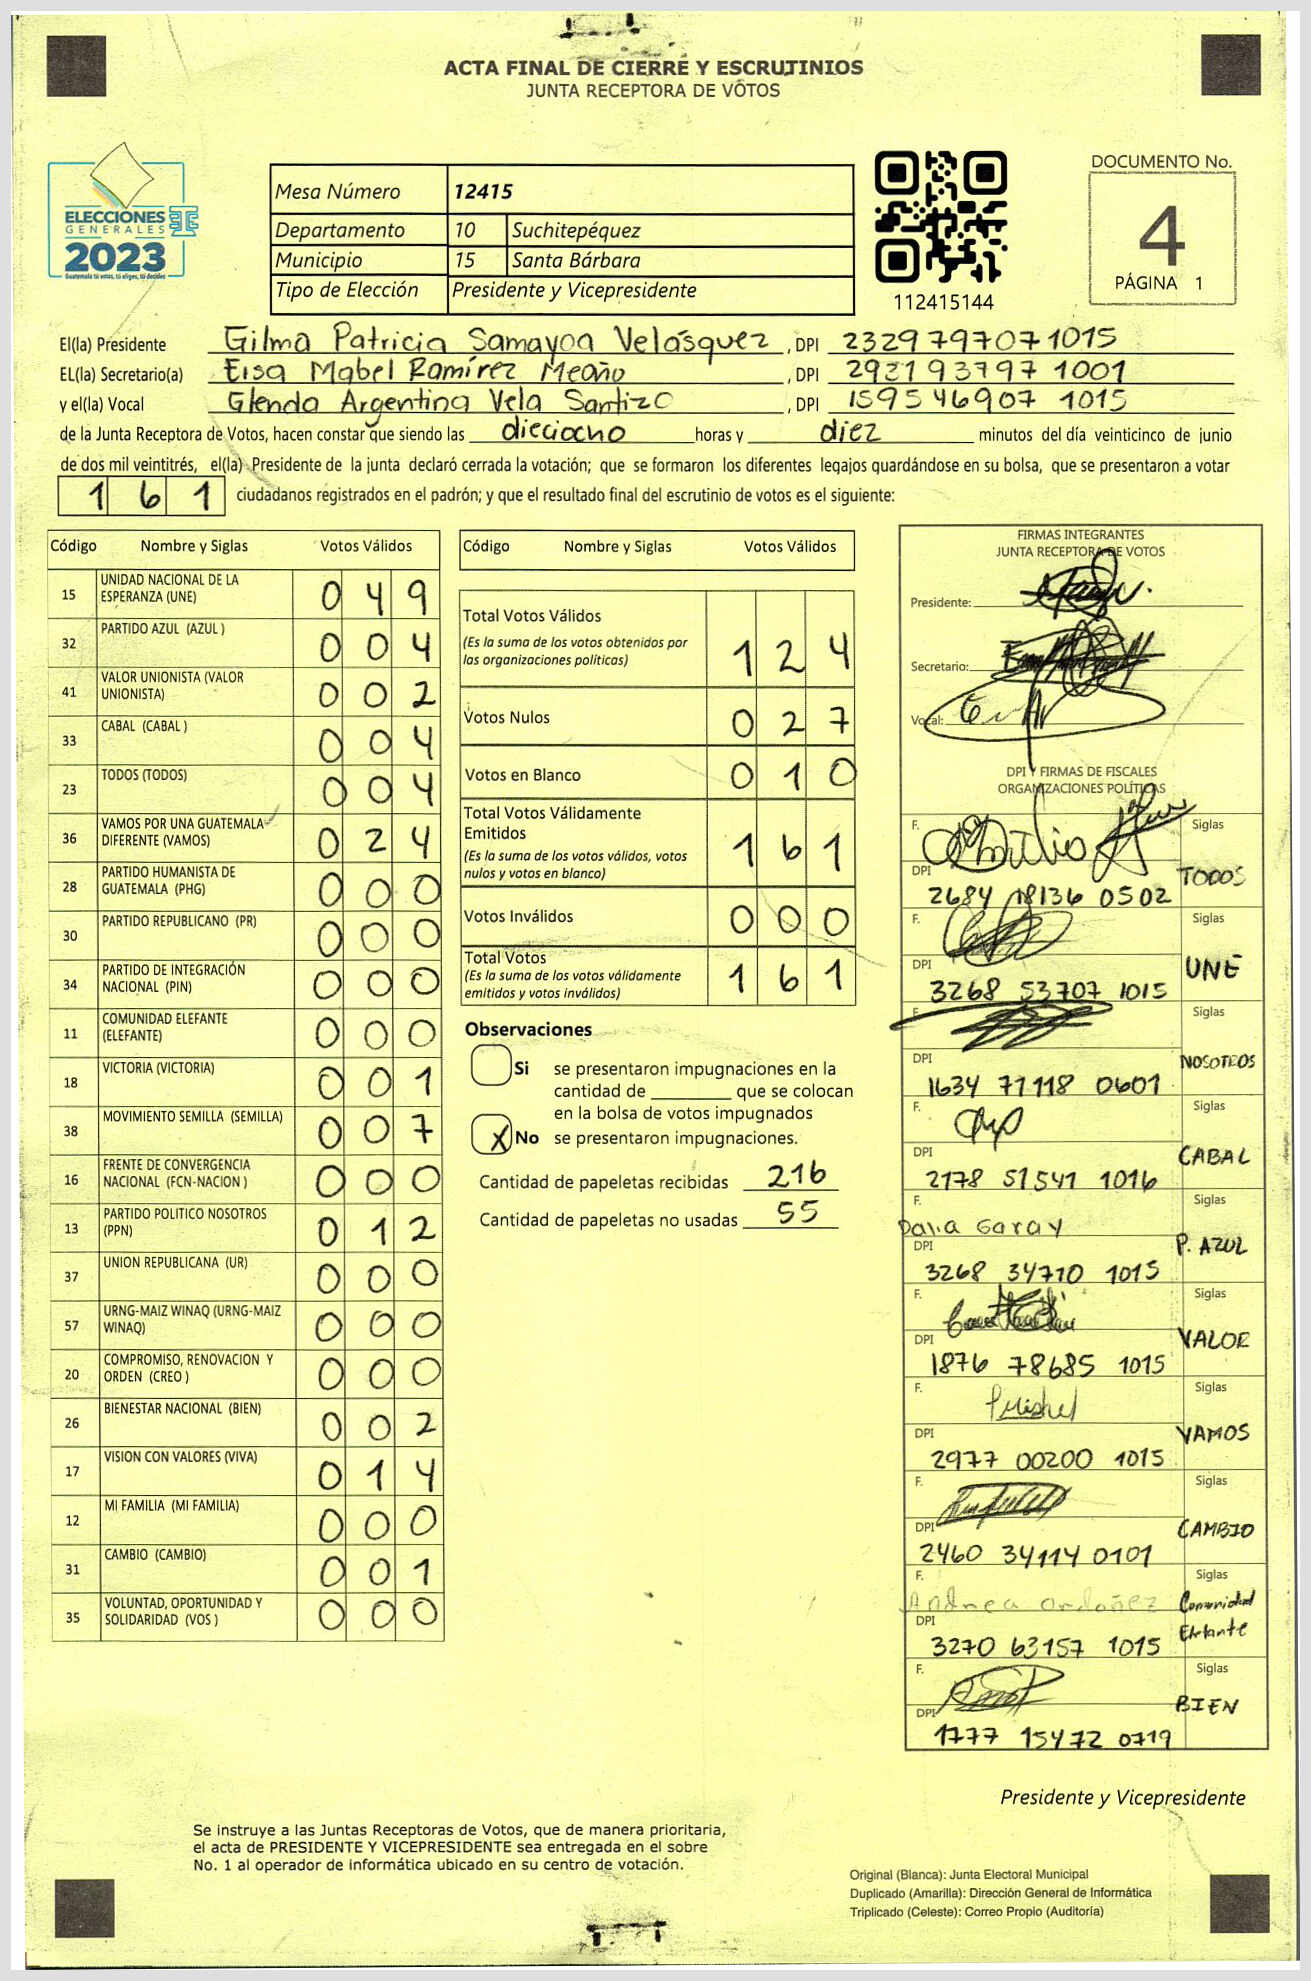 ACTA FINAL DE CIERRE Y ESCRUTINIOS
JUNTA RECEPTORA DE VOTOS
ELECCIONES
GENERALES
2023
Guatemala tú votas, tú eliges, tú decides
Mesa Número 12415
Departamento 10 Suchitepéquez
Municipio 15 Santa Bárbara
Tipo de Elección Presidente y Vicepresidente
112415144
DOCUMENTO No.
4
PÁGINA 1
El(la) Presidente Gilma Patricia Samayoa Velásquez, DPI 2329797071015
EL(la) Secretario(a) Elsa Mabel Ramírez Meoño, DPI 2921937971001
y el(la) Vocal Glenda Argentina Vela Santizo, DPI 159546907 1015
de la Junta Receptora de Votos, hacen constar que siendo las dieciocho horas y diez minutos del día veinticinco de junio
de dos mil veintitrés, el(la) Presidente de la junta declaró cerrada la votación; que se formaron los diferentes legajos guardándose en su bolsa, que se presentaron a votar
1 6 1 ciudadanos registrados en el padrón; y que el resultado final del escrutinio de votos es el siguiente:
Código Nombre y Siglas Votos Válidos
15 UNIDAD NACIONAL DE LA ESPERANZA (UNE) 0 4 9
32 PARTIDO AZUL (AZUL ) 0 0 4
41 VALOR UNIONISTA (VALOR UNIONISTA) 0 0 2
33 CABAL (CABAL ) 0 0 4
23 TODOS (TODOS) 0 0 4
36 VAMOS POR UNA GUATEMALA DIFERENTE (VAMOS) 0 2 4
28 PARTIDO HUMANISTA DE GUATEMALA (PHG) 0 0 0
30 PARTIDO REPUBLICANO (PR) 0 0 0
34 PARTIDO DE INTEGRACIÓN NACIONAL (PIN) 0 0 0
11 COMUNIDAD ELEFANTE (ELEFANTE) 0 0 0
18 VICTORIA (VICTORIA) 0 0 1
38 MOVIMIENTO SEMILLA (SEMILLA) 0 0 7
16 FRENTE DE CONVERGENCIA NACIONAL (FCN-NACION ) 0 0 0
13 PARTIDO POLITICO NOSOTROS (PPN) 0 1 2
37 UNION REPUBLICANA (UR) 0 0 0
57 URNG-MAIZ WINAQ (URNG-MAIZ WINAQ) 0 0 0
20 COMPROMISO, RENOVACION Y ORDEN (CREO ) 0 0 0
26 BIENESTAR NACIONAL (BIEN) 0 0 2
17 VISION CON VALORES (VIVA) 0 1 4
12 MI FAMILIA (MI FAMILIA) 0 0 0
31 CAMBIO (CAMBIO) 0 0 1
35 VOLUNTAD, OPORTUNIDAD Y SOLIDARIDAD (VOS ) 0 0 0
Código Nombre y Siglas Votos Válidos
Total Votos Válidos
(Es la suma de los votos obtenidos por
las organizaciones políticas) 1 2 4
Votos Nulos 0 2 7
Votos en Blanco 0 1 0
Total Votos Válidamente
Emitidos
(Es la suma de los votos válidos, votos
nulos y votos en blanco) 1 6 1
Votos Inválidos 0 0 0
Total Votos
(Es la suma de los votos válidamente
emitidos y votos inválidos) 1 6 1
Observaciones
Si se presentaron impugnaciones en la
cantidad de ________ que se colocan
en la bolsa de votos impugnados
X No se presentaron impugnaciones.
Cantidad de papeletas recibidas 216
Cantidad de papeletas no usadas 55
FIRMAS INTEGRANTES
JUNTA RECEPTORA DE VOTOS
Presidente:
Secretario:
Vocal:
DPI Y FIRMAS DE FISCALES
ORGANIZACIONES POLÍTICAS
F. Siglas
DPI TODOS
2684 18136 0502
F. Siglas
DPI UNE
3268 53707 1015
F. Siglas
DPI NOSOTROS
1634 77118 0601
F. Siglas
DPI CABAL
2178 51541 1016
F. Siglas
Dalia Garay
DPI P. AZUL
3268 34710 1015
F. Siglas
DPI VALOR
1876 78685 1015
F. Siglas
DPI VAMOS
2977 00200 1015
F. Siglas
DPI CAMBIO
2460 34114 0101
F. Siglas
Andrea Ordoñez Comunidad
DPI Elefante
3270 63157 1015
F. Siglas
DPI BIEN
1777 15472 0719
Presidente y Vicepresidente
Se instruye a las Juntas Receptoras de Votos, que de manera prioritaria,
el acta de PRESIDENTE Y VICEPRESIDENTE sea entregada en el sobre
No. 1 al operador de informática ubicado en su centro de votación.
Original (Blanca): Junta Electoral Municipal
Duplicado (Amarilla): Dirección General de Informática
Triplicado (Celeste): Correo Propio (Auditoría)